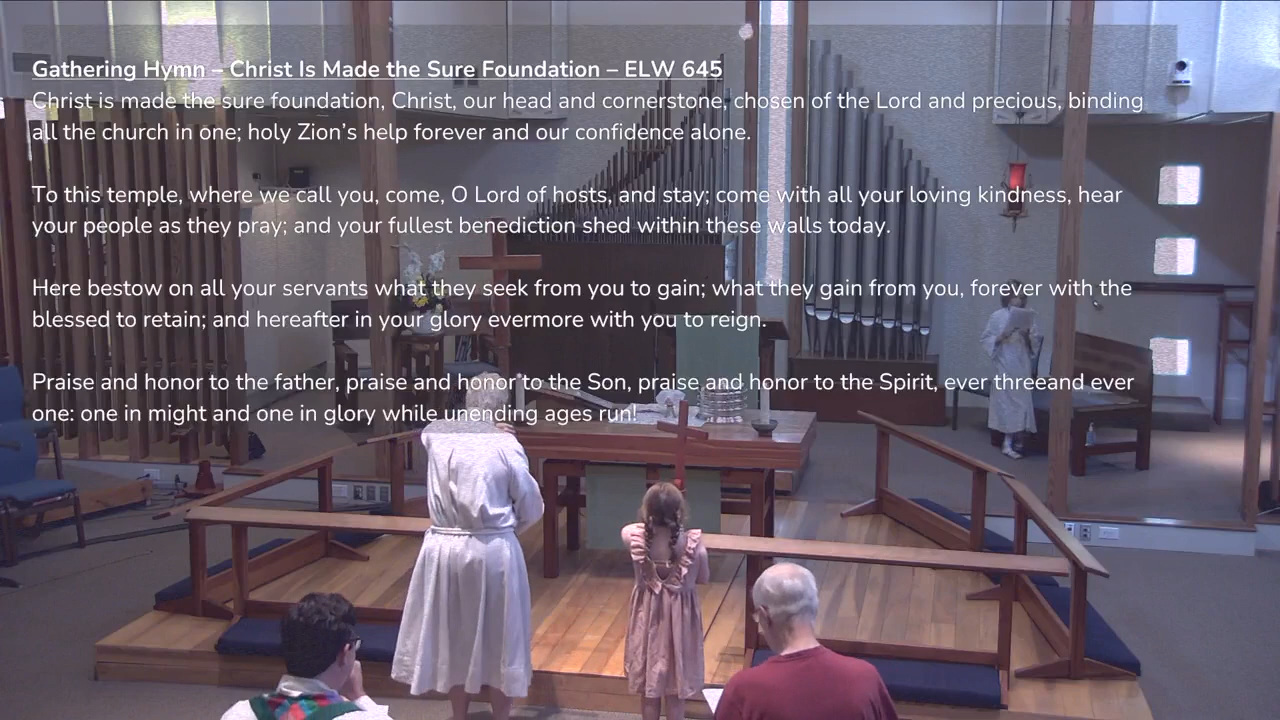 Gathering Hymn – Christ Is Made the Sure Foundation – ELW 645
Christ is made the sure foundation, Christ, our head and cornerstone, chosen of the Lord and precious, binding
all the church in one; holy Zion’s help forever and our confidence alone.
To this temple, where we call you, come, O Lord of hosts, and stay; come with all your loving kindness, hear
your people as they pray; and your fullest benediction shed within these walls today.
Here bestow on all your servants what they seek from you to gain; what they gain from you, forever with the
blessed to retain; and hereafter in your glory evermore with you to reign.
Praise and honor to the father, praise and honor to the Son, praise and honor to the Spirit, ever threeand ever
one: one in might and one in glory while unending ages run!